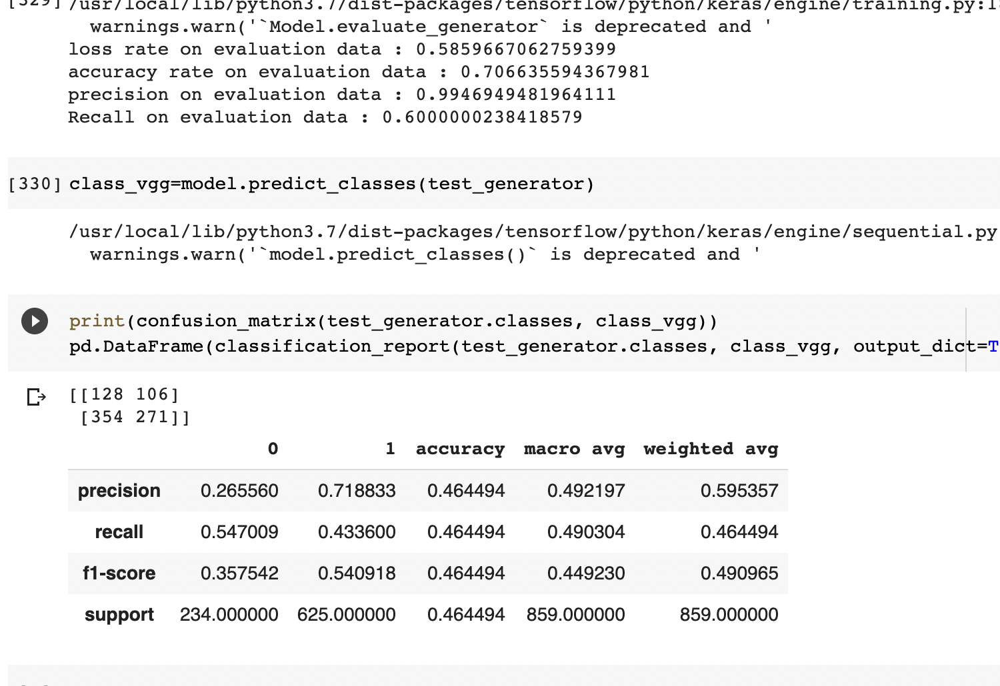 [329] /usr/local/lib/python3.7/dist-packages/tensorflow/python/keras/engine/training.py:1
warnings.warn('`Model.evaluate_generator` is deprecated and '
loss rate on evaluation data : 0.5859667062759399
accuracy rate on evaluation data : 0.706635594367981
precision on evaluation data : 0.9946949481964111
Recall on evaluation data : 0.6000000238418579
[330] class_vgg=model.predict_classes(test_generator)
/usr/local/lib/python3.7/dist-packages/tensorflow/python/keras/engine/sequential.py
warnings.warn('`model.predict_classes()` is deprecated and '
print(confusion_matrix(test_generator.classes, class_vgg))
pd.DataFrame(classification_report(test_generator.classes, class_vgg, output_dict=T
[[128 106]
[354 271]]
0 1 accuracy macro avg weighted avg
precision 0.265560 0.718833 0.464494 0.492197 0.595357
recall 0.547009 0.433600 0.464494 0.490304 0.464494
f1-score 0.357542 0.540918 0.464494 0.449230 0.490965
support 234.000000 625.000000 0.464494 859.000000 859.000000